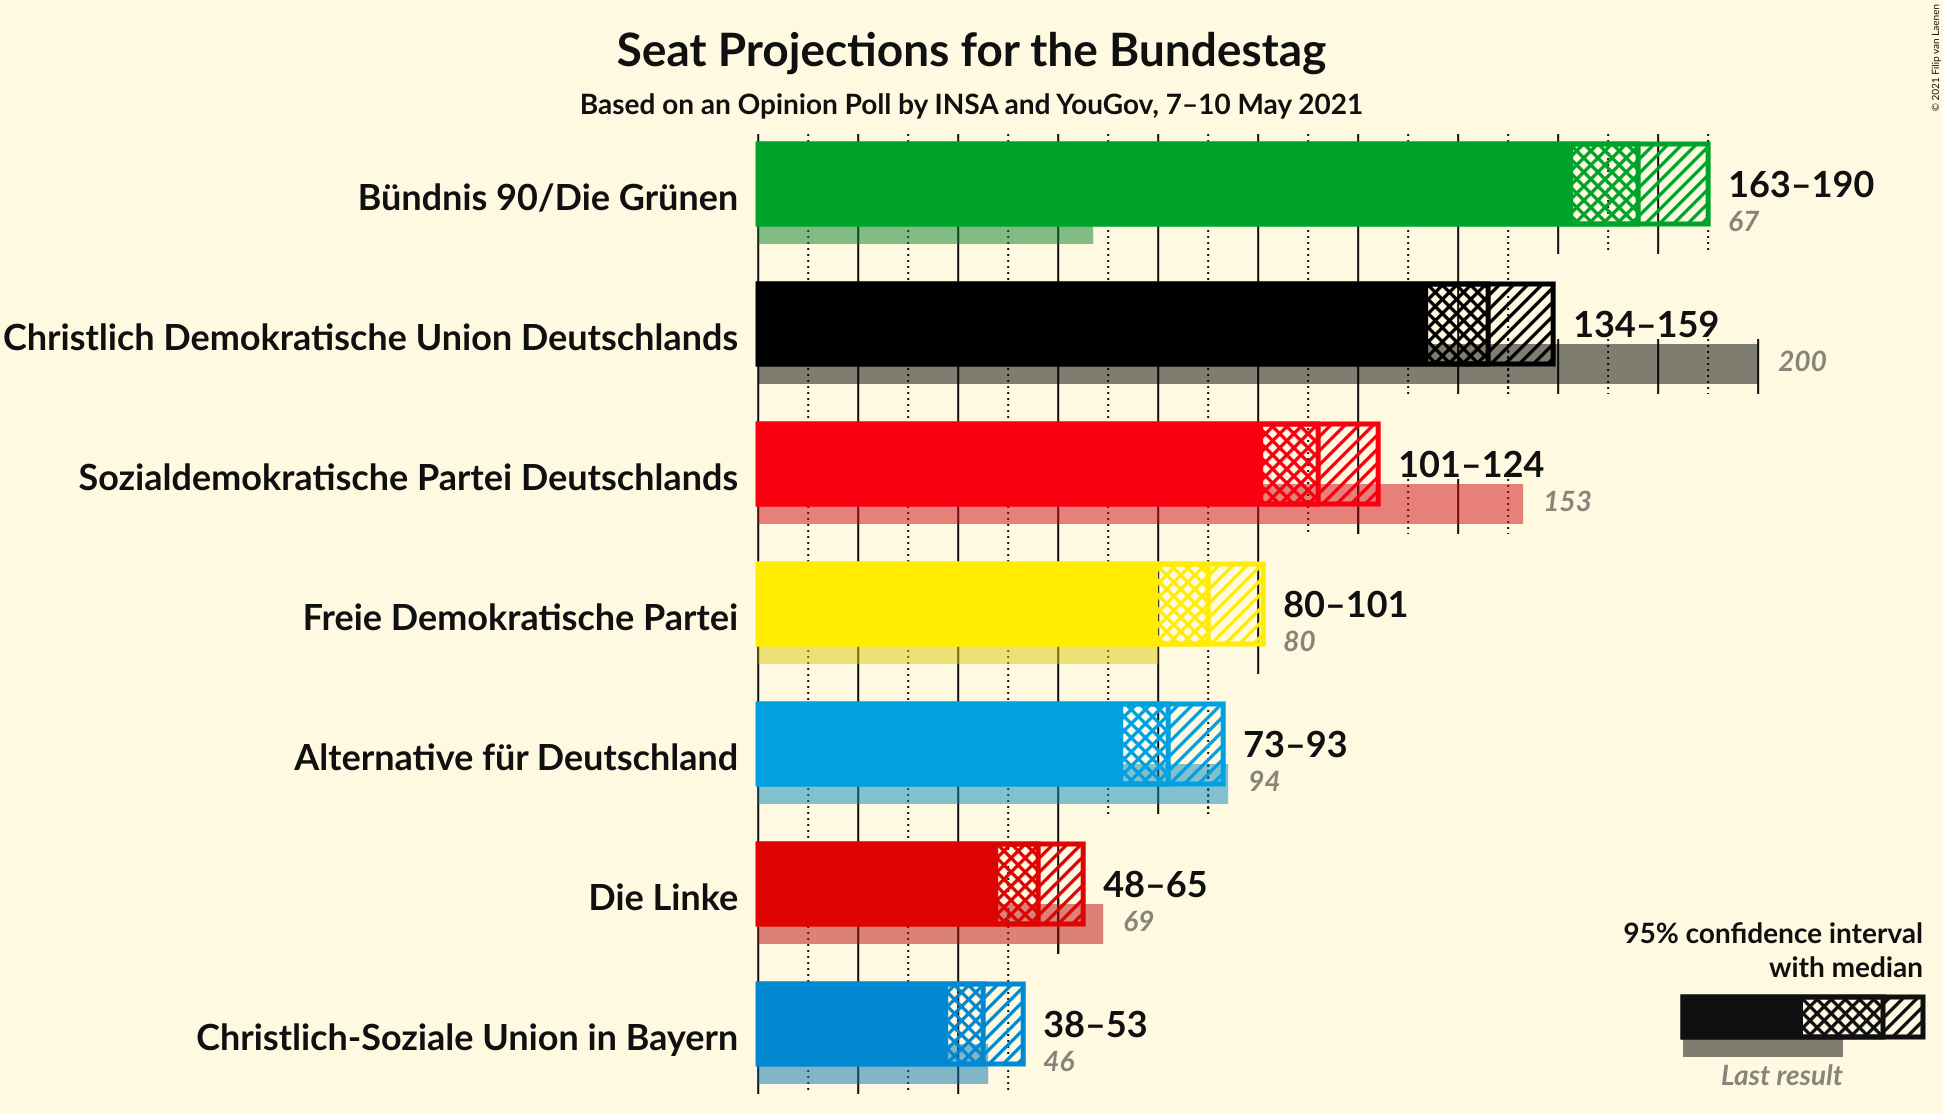 Seat Projections for the Bundestag
Based on an Opinion Poll by INSA and YouGov, 7–10 May 2021
© 2021 Filip van Laenen
Bündnis 90/Die Grünen
163–190
67
Christlich Demokratische Union Deutschlands
134–159
200
Sozialdemokratische Partei Deutschlands
101–124
153
Freie Demokratische Partei
80–101
80
Alternative für Deutschland
73–93
94
Die Linke
48–65
69
Christlich-Soziale Union in Bayern
38–53
46
95% confidence interval
with median
Last result